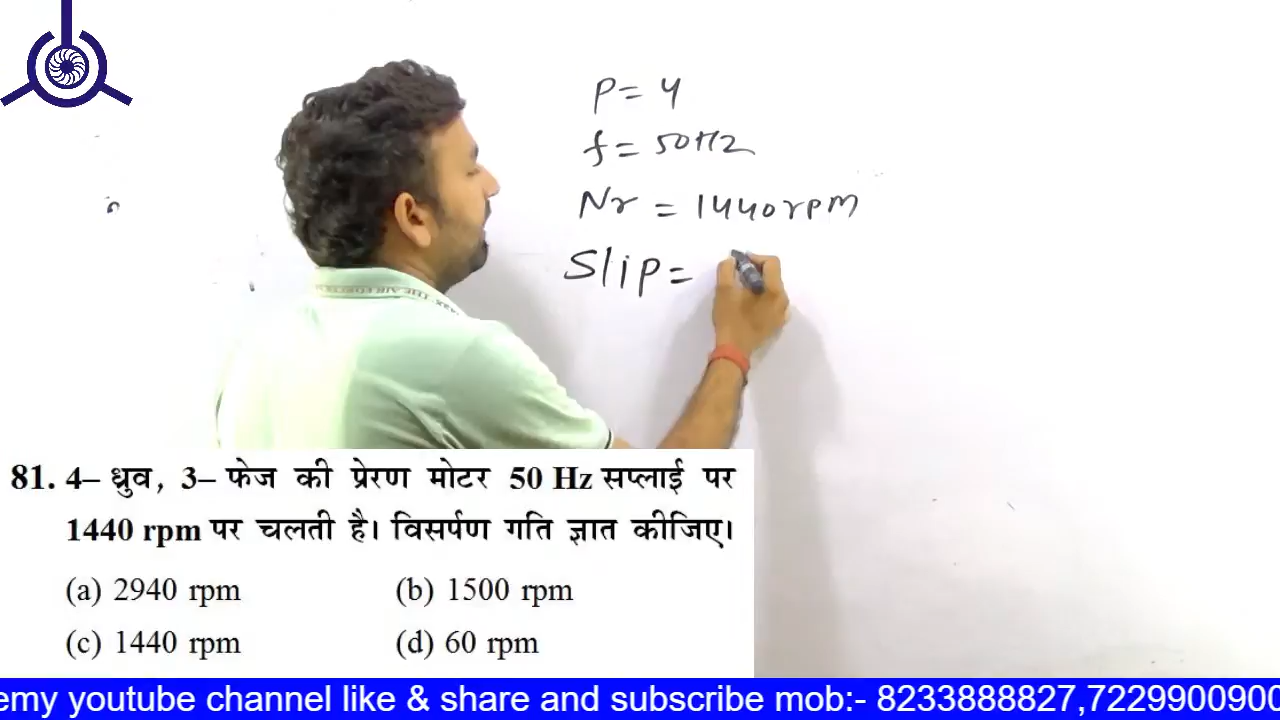 P = 4
f = 50Hz
Nr = 1440rpm
Slip =
81. 4– ध्रुव, 3– फेज की प्रेरण मोटर 50 Hz सप्लाई पर
1440 rpm पर चलती है। विसर्पण गति ज्ञात कीजिए।
(a) 2940 rpm (b) 1500 rpm
(c) 1440 rpm (d) 60 rpm
emy youtube channel like & share and subscribe mob:- 8233888827,7229900900